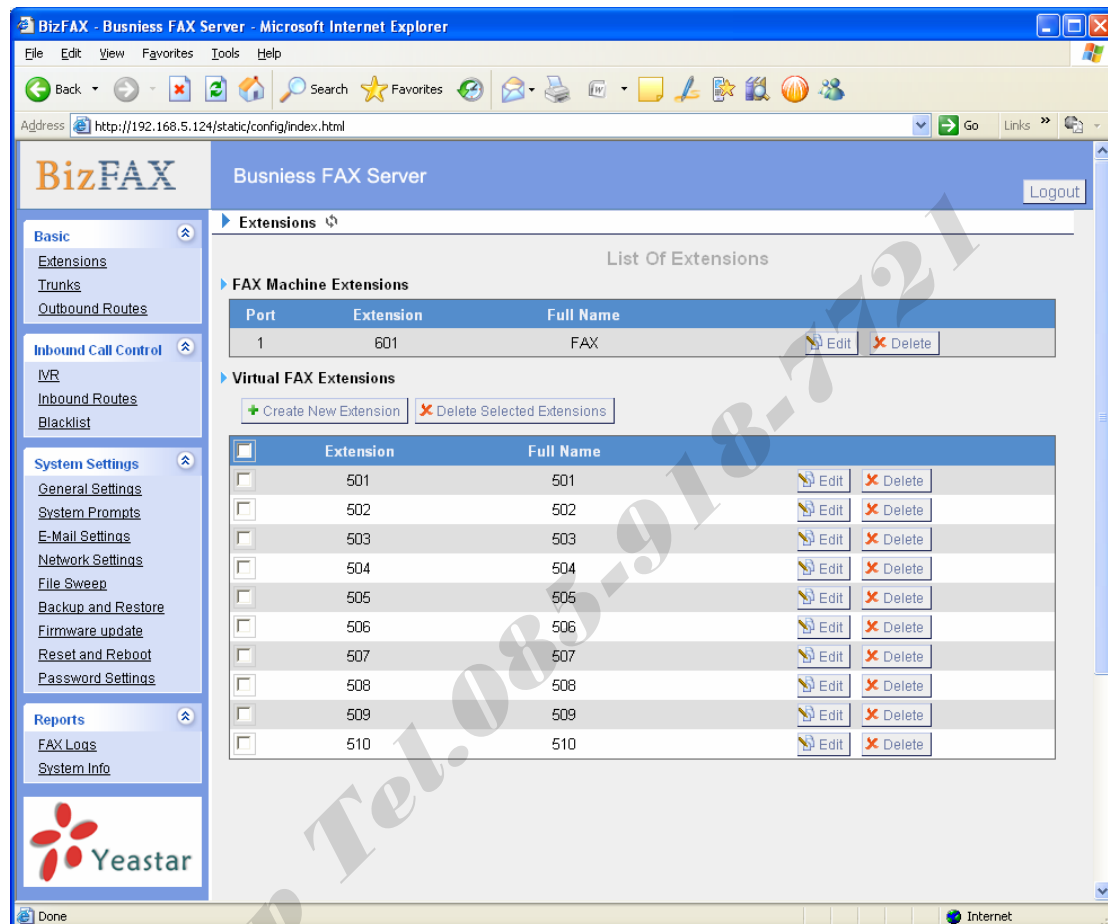 BizFAX - Busniess FAX Server - Microsoft Internet Explorer
File Edit View Favorites Tools Help
Back Search Favorites
Address http://192.168.5.124/static/config/index.html Go Links »
BizFAX
Busniess FAX Server
Logout
Basic
Extensions
Trunks
Outbound Routes
Inbound Call Control
IVR
Inbound Routes
Blacklist
System Settings
General Settings
System Prompts
E-Mail Settings
Network Settings
File Sweep
Backup and Restore
Firmware update
Reset and Reboot
Password Settings
Reports
FAX Logs
System Info
Yeastar
Extensions
List Of Extensions
FAX Machine Extensions
Port Extension Full Name
1 601 FAX Edit Delete
Virtual FAX Extensions
Create New Extension Delete Selected Extensions
Extension Full Name
501 501 Edit Delete
502 502 Edit Delete
503 503 Edit Delete
504 504 Edit Delete
505 505 Edit Delete
506 506 Edit Delete
507 507 Edit Delete
508 508 Edit Delete
509 509 Edit Delete
510 510 Edit Delete
Tel.085-918-7721
Done Internet